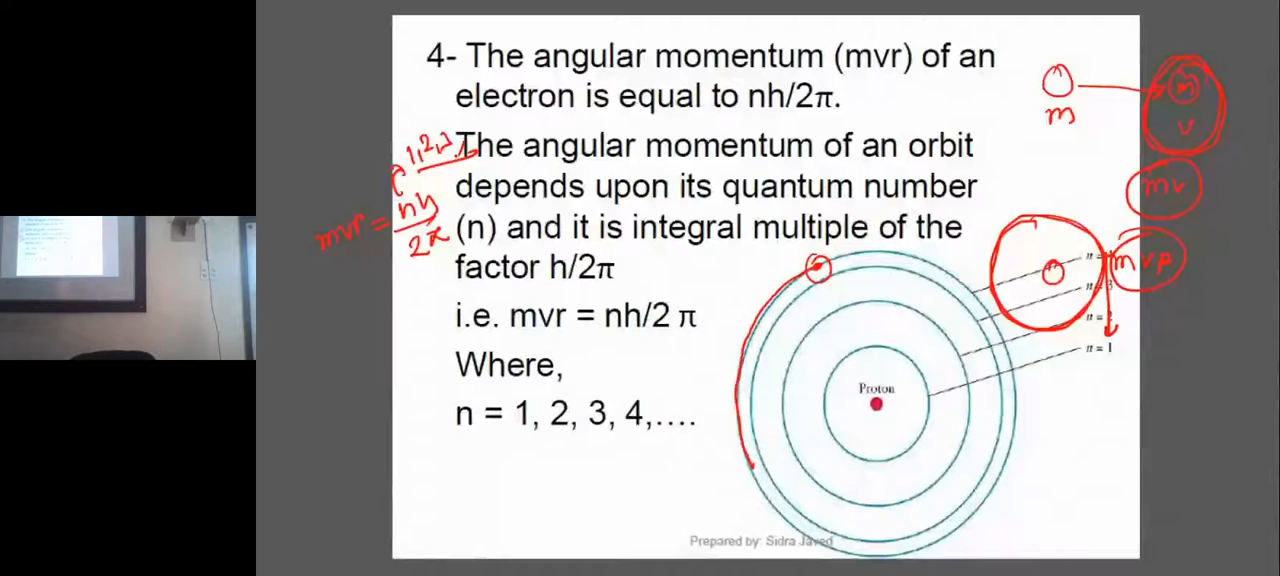 4- The angular momentum (mvr) of an
electron is equal to nh/2π.
The angular momentum of an orbit
depends upon its quantum number
(n) and it is integral multiple of the
factor h/2π
i.e. mvr = nh/2 π
Where,
n = 1, 2, 3, 4,....
1, 2, 3
mvr = nh
2π
m
m
v
mv
mvr
n
n = 1
Proton
Prepared by: Sidra Javed